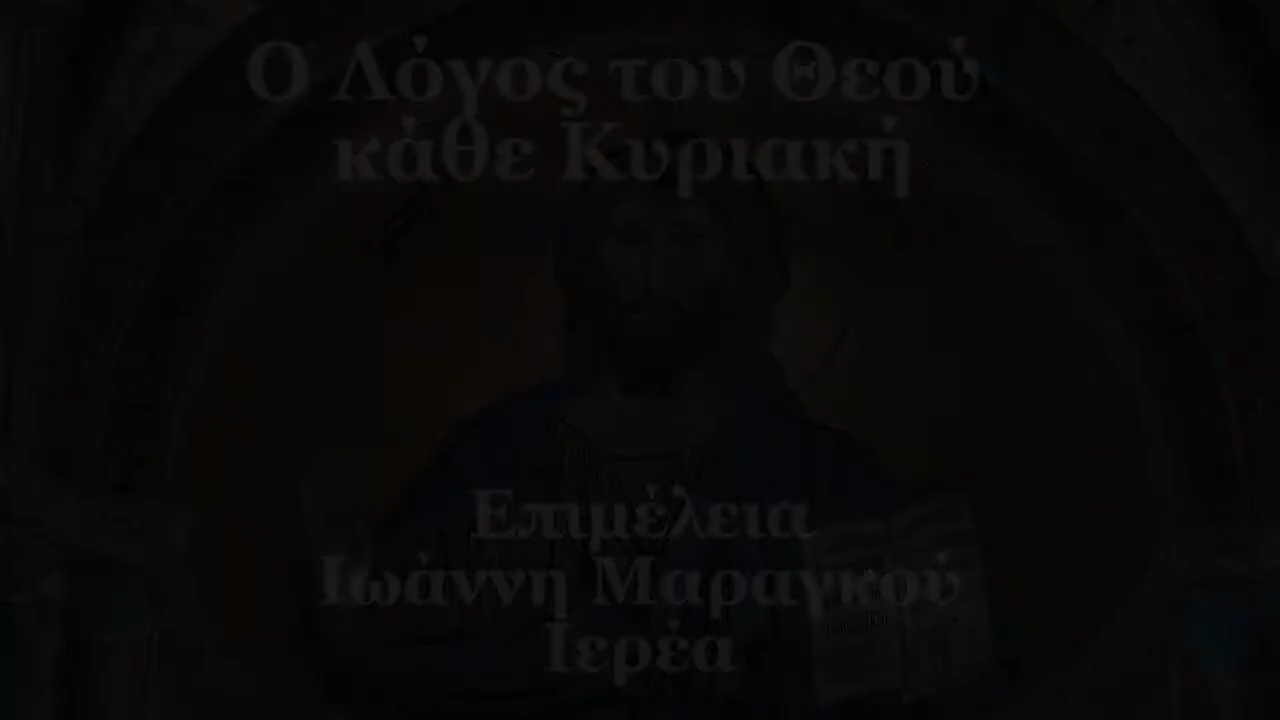 Ο Λόγος του Θεού
κάθε Κυριακή
Επιμέλεια
Ιωάννη Μαραγκού
Ιερέα